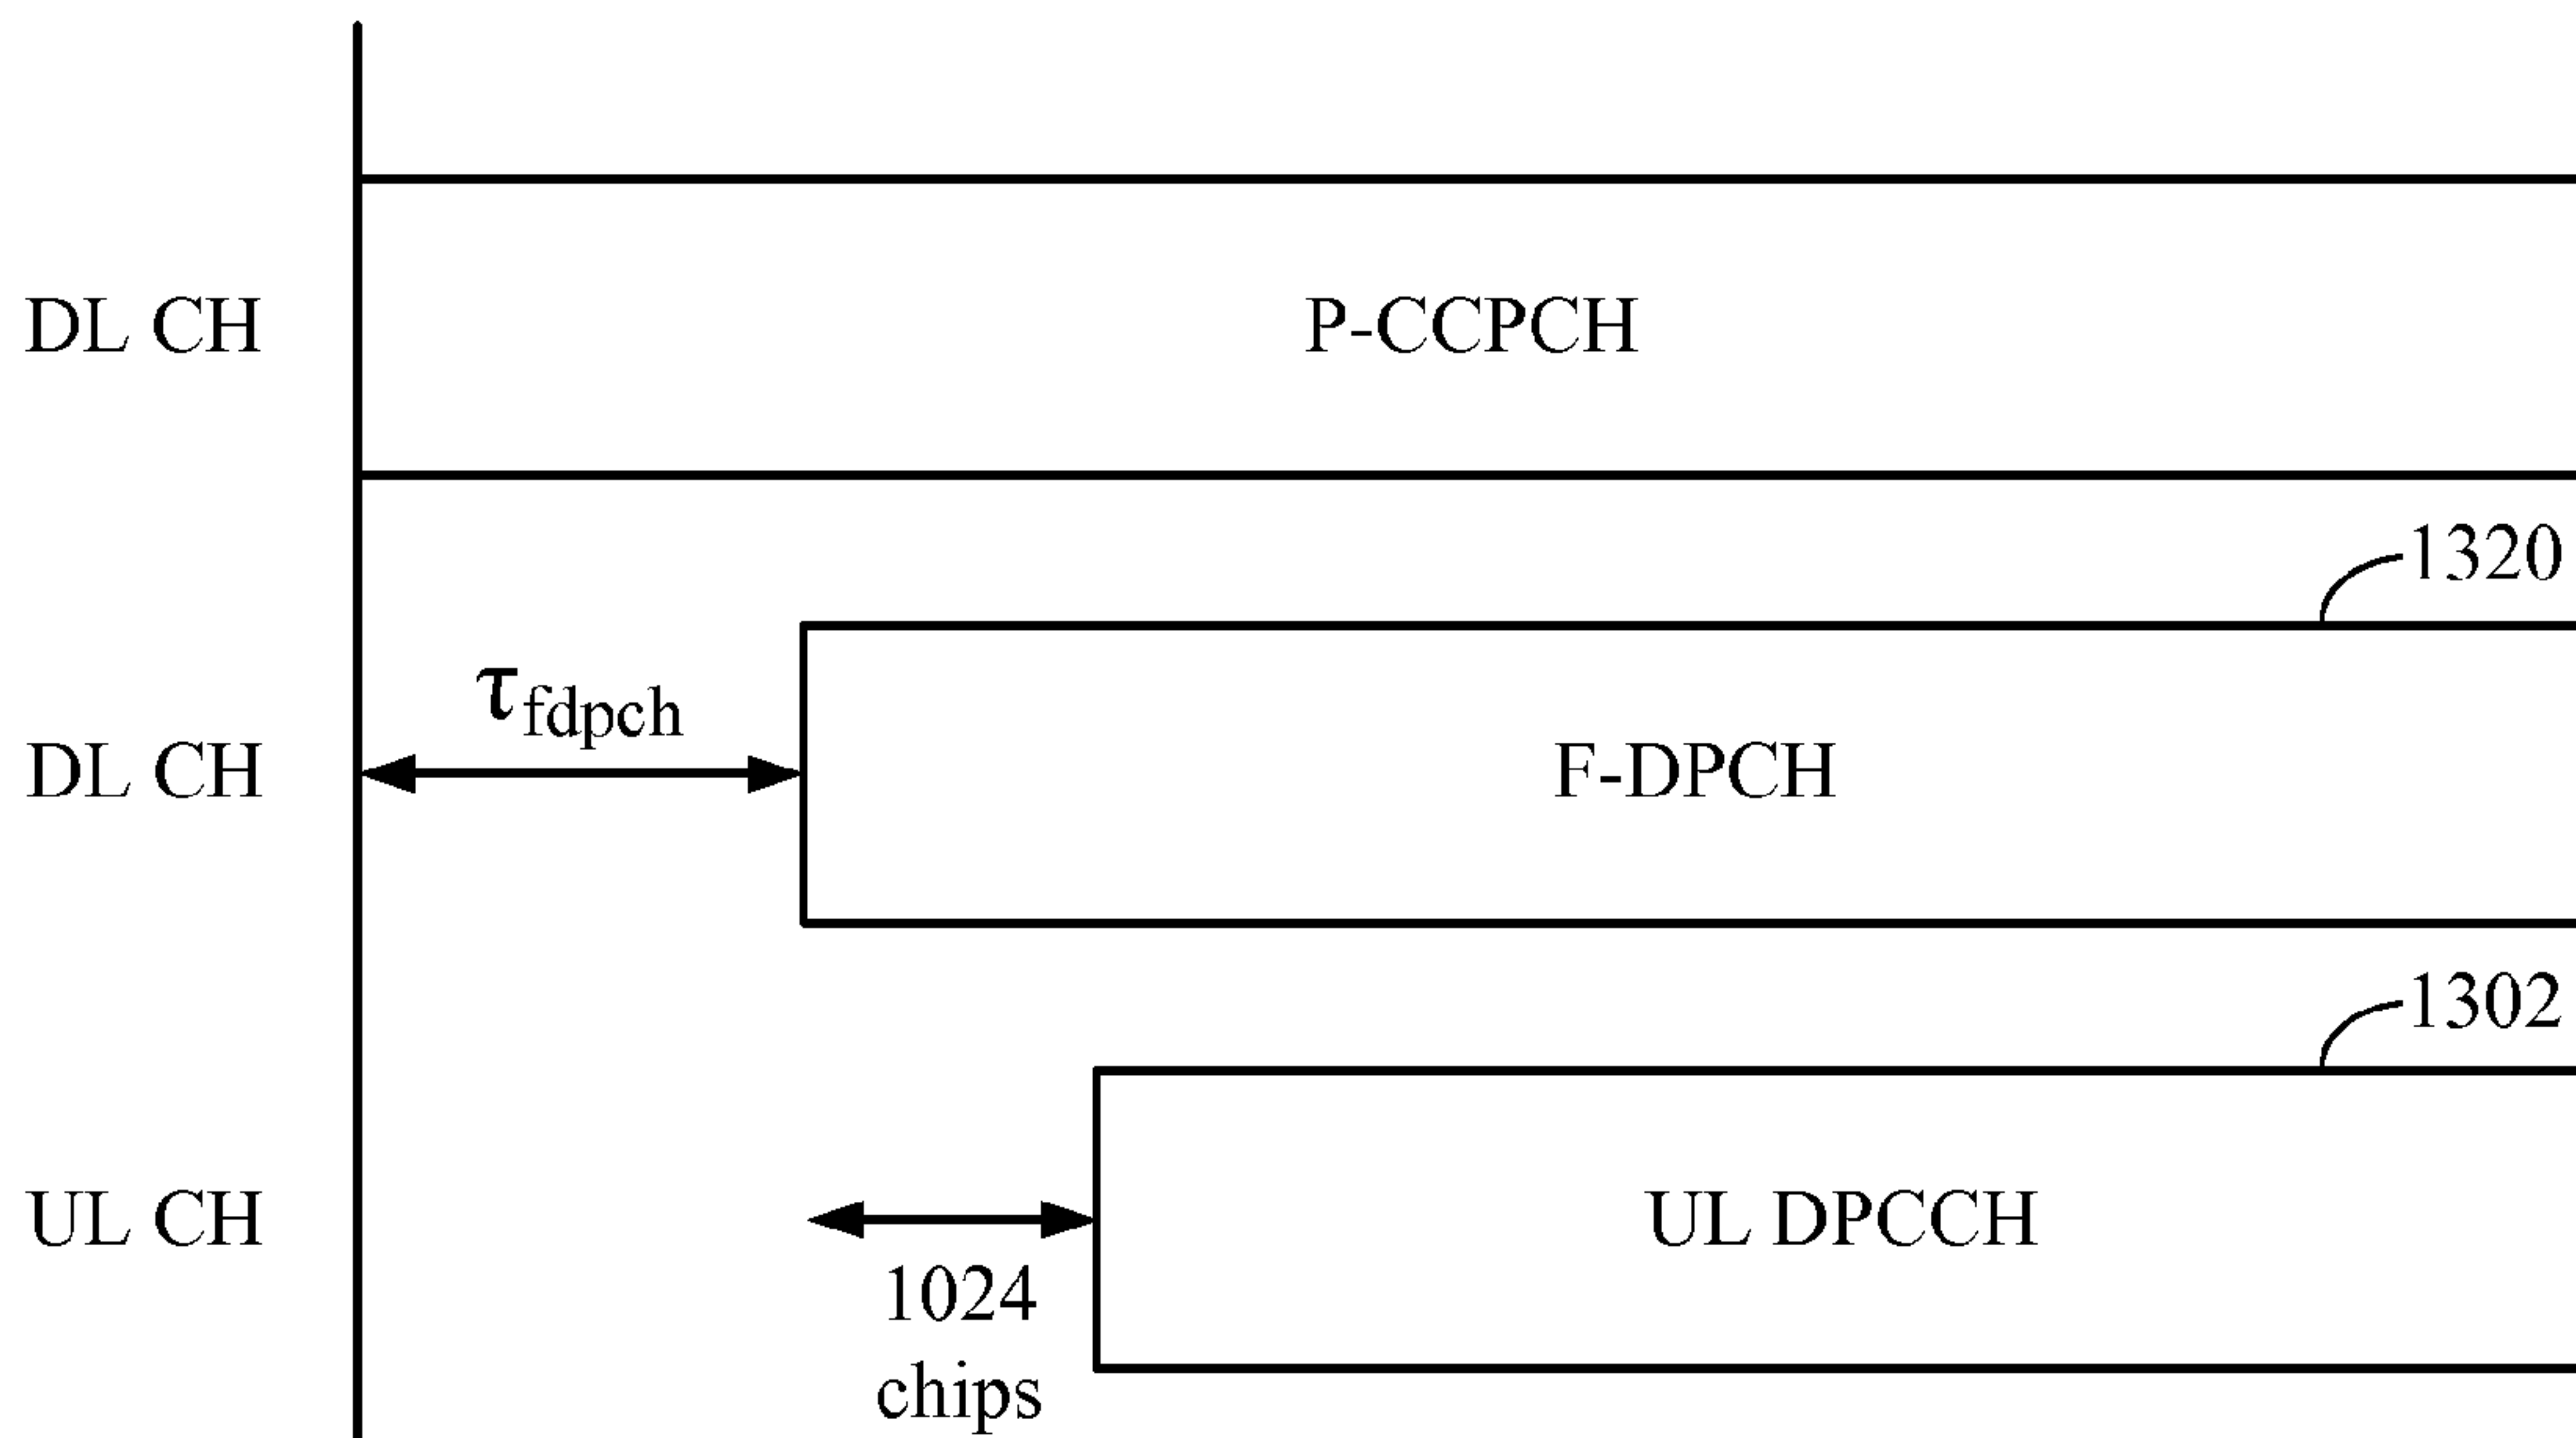 DL CH
P-CCPCH
1320
τfdpch
DL CH
F-DPCH
1302
UL CH
UL DPCCH
1024
chips